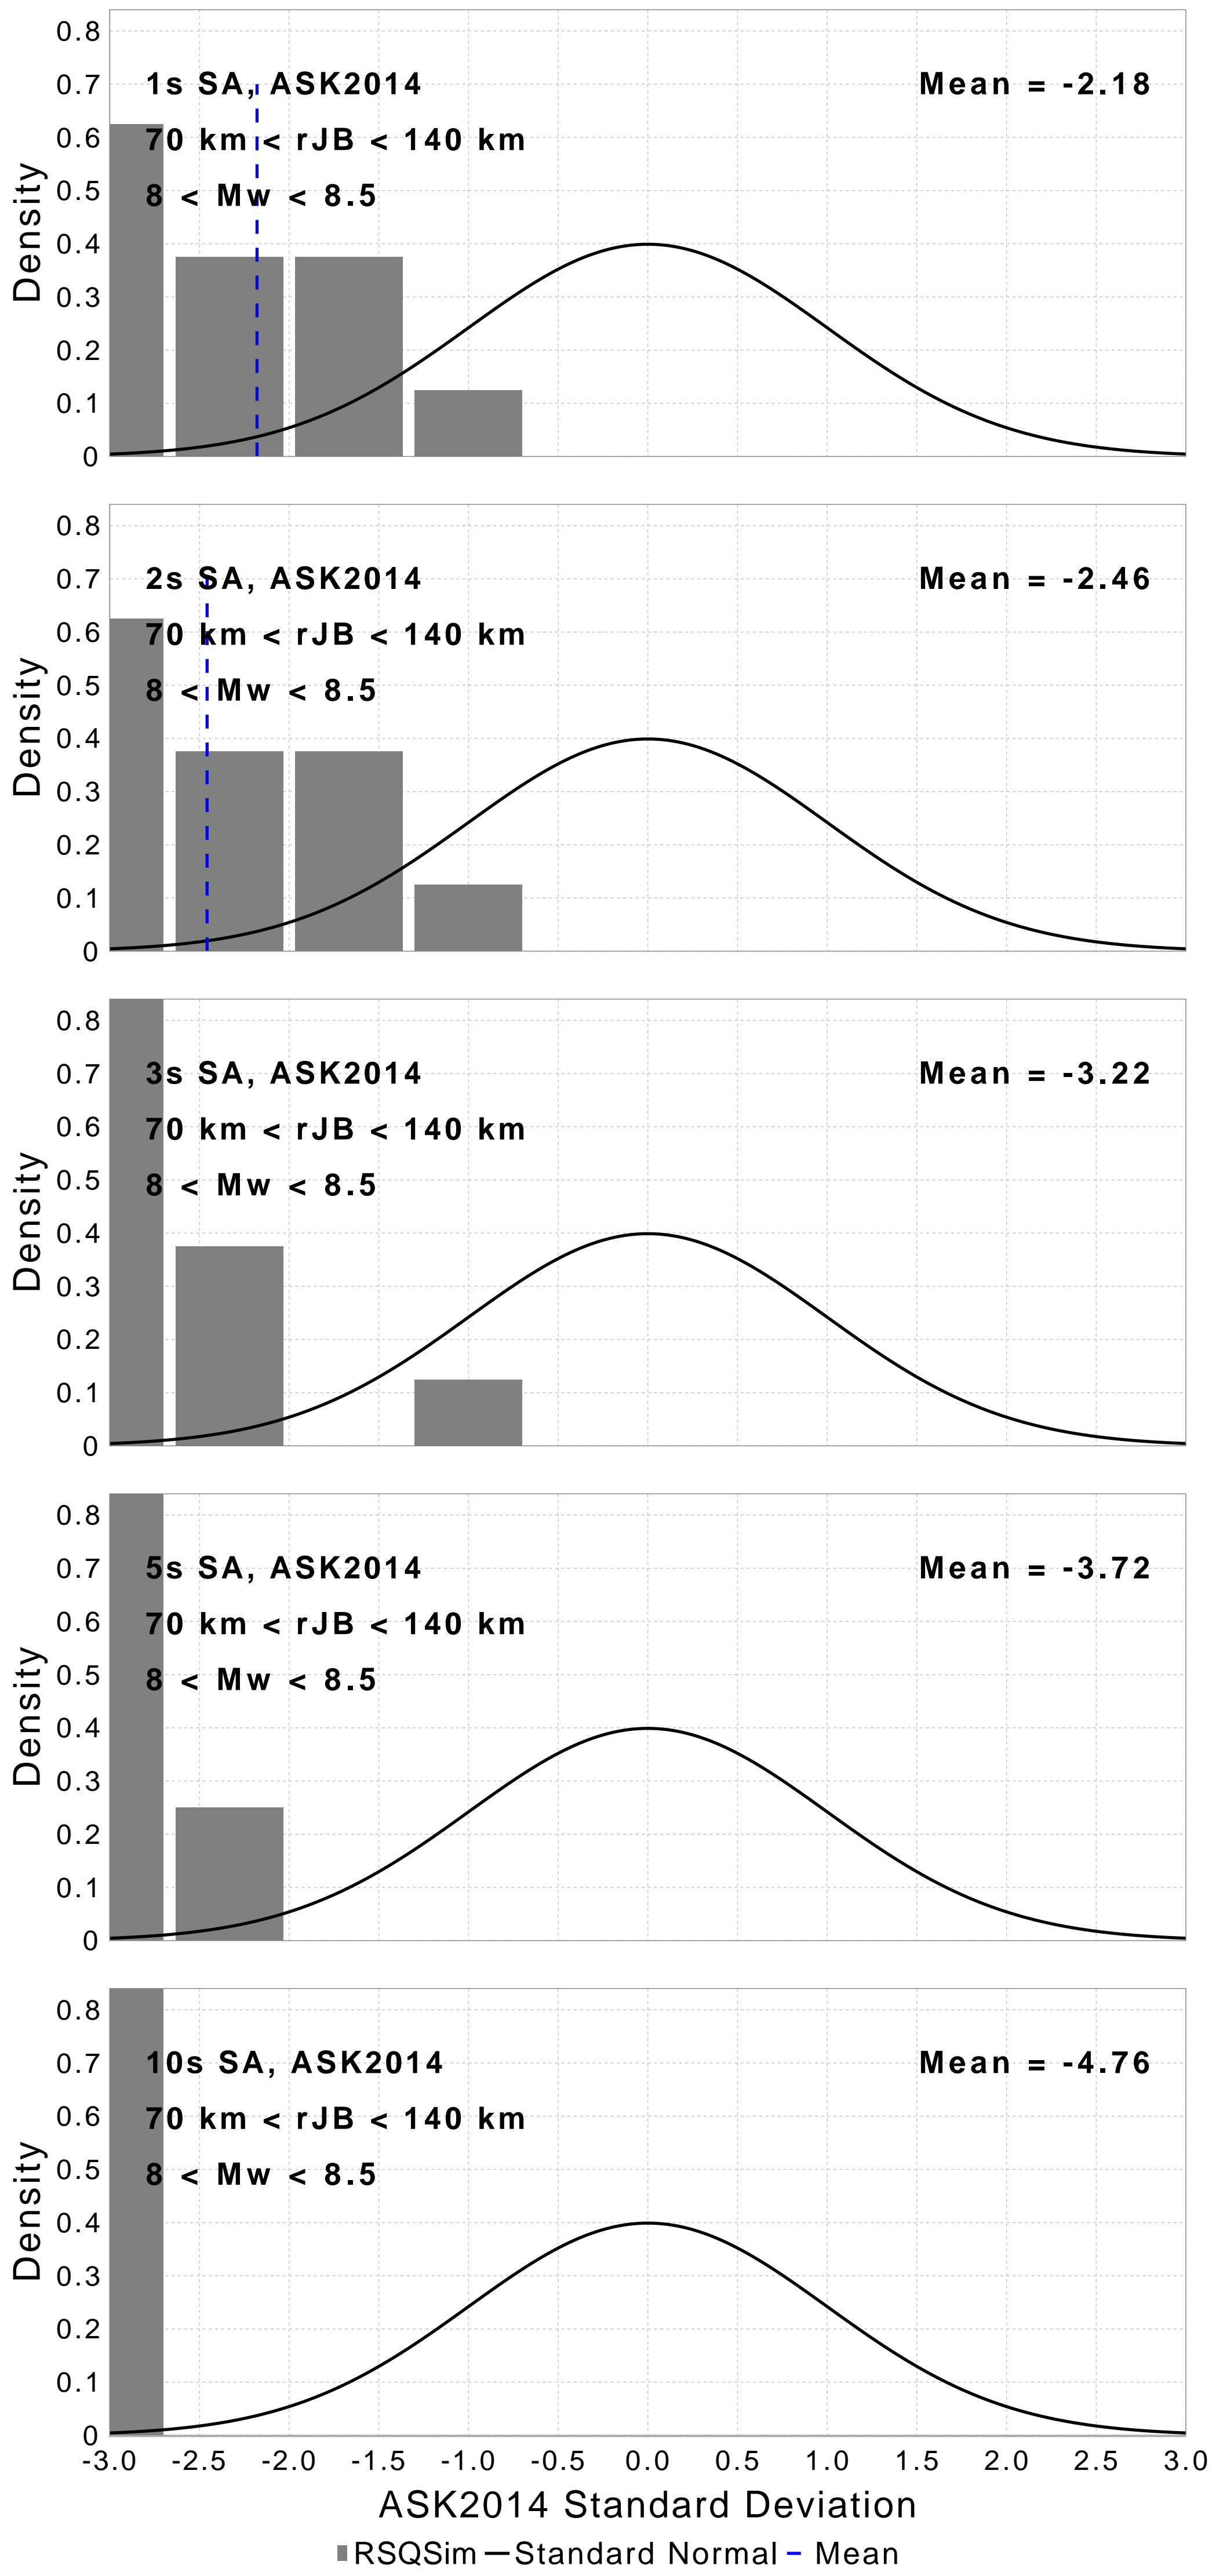 0.8
1s SA, ASK2014 Mean = -2.18
0.7
70 km < rJB < 140 km
0.6
8 < Mw < 8.5
0.5
0.4
0.3
0.2
0.1
0
Density
0.8
2s SA, ASK2014 Mean = -2.46
0.7
70 km < rJB < 140 km
0.6
8 < Mw < 8.5
0.5
0.4
0.3
0.2
0.1
0
Density
0.8
3s SA, ASK2014 Mean = -3.22
0.7
70 km < rJB < 140 km
0.6
8 < Mw < 8.5
0.5
0.4
0.3
0.2
0.1
0
Density
0.8
5s SA, ASK2014 Mean = -3.72
0.7
70 km < rJB < 140 km
0.6
8 < Mw < 8.5
0.5
0.4
0.3
0.2
0.1
0
Density
0.8
10s SA, ASK2014 Mean = -4.76
0.7
70 km < rJB < 140 km
0.6
8 < Mw < 8.5
0.5
0.4
0.3
0.2
0.1
0
Density
-3.0 -2.5 -2.0 -1.5 -1.0 -0.5 0.0 0.5 1.0 1.5 2.0 2.5 3.0
ASK2014 Standard Deviation
RSQSim Standard Normal Mean